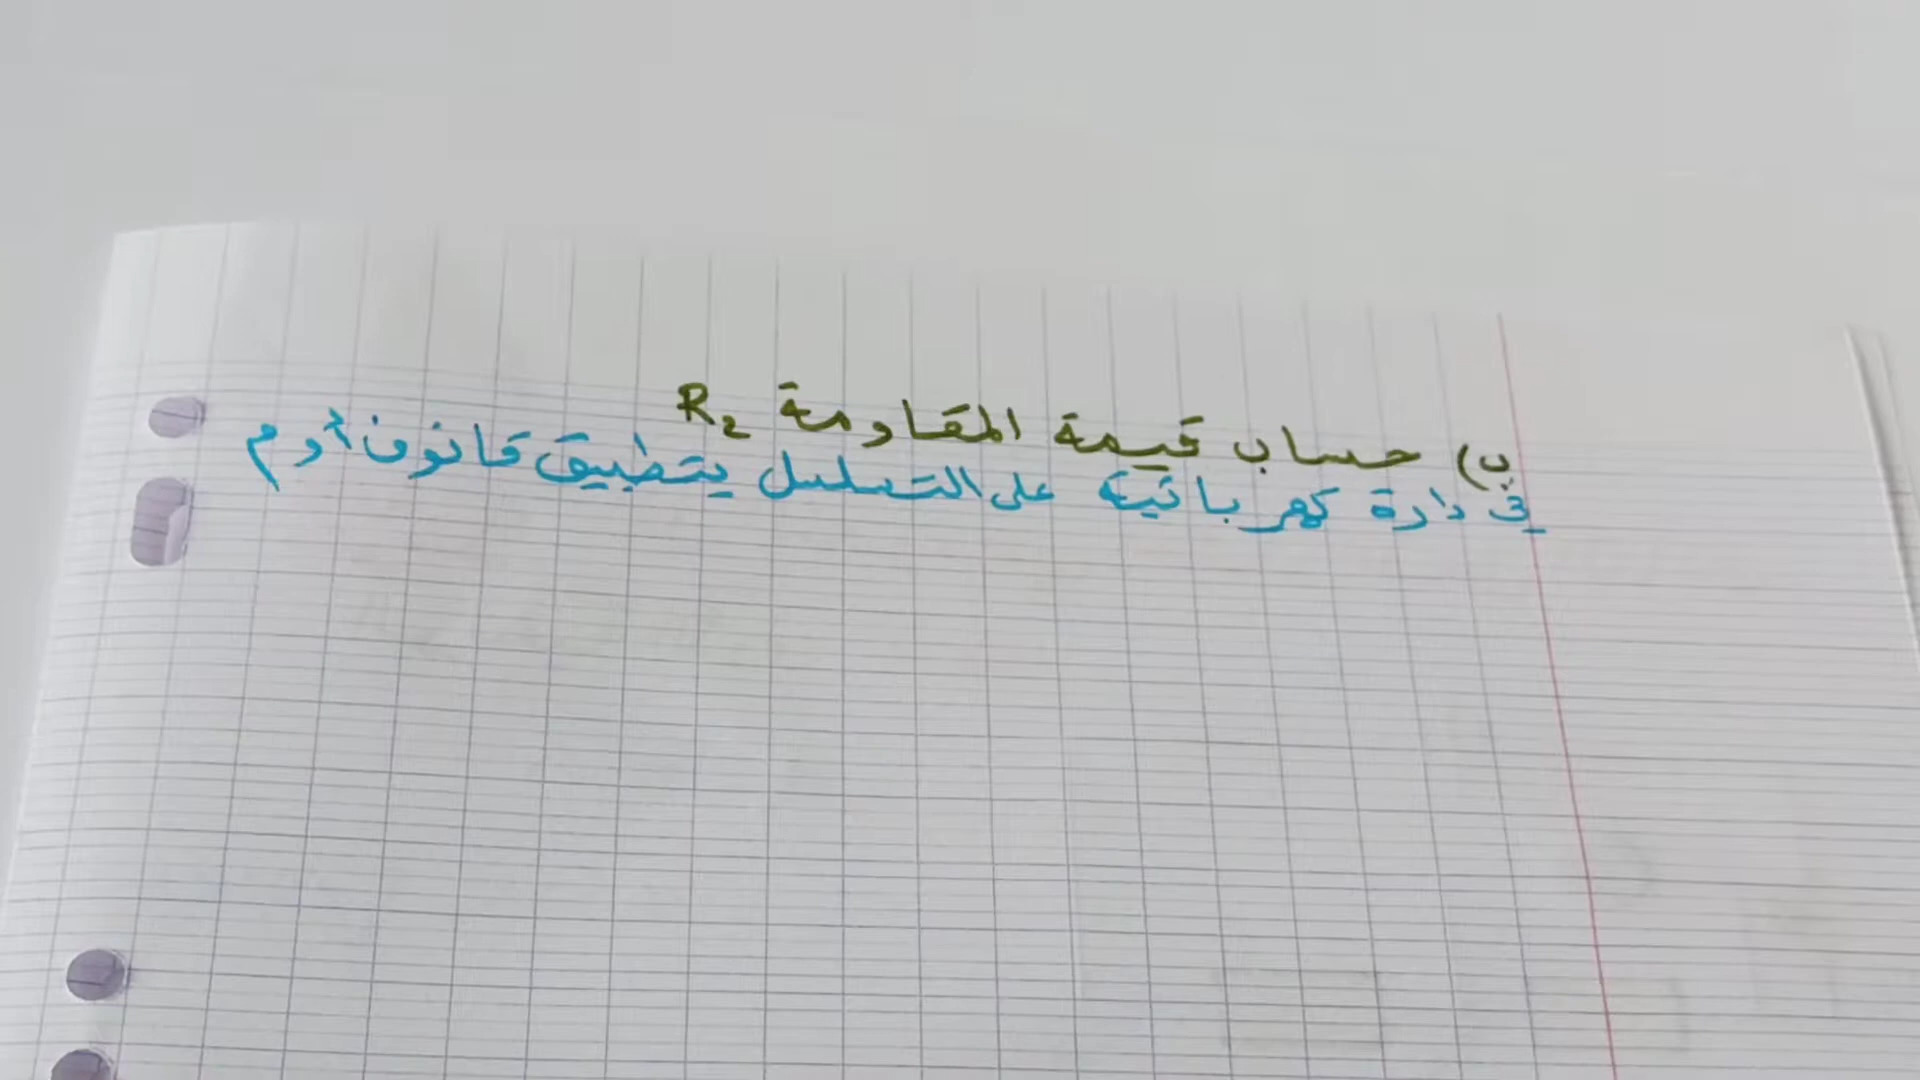 ب) حساب قيمة المقاومة R2
في دارة كهربائية على التسلسل بتطبيق قانون أوم